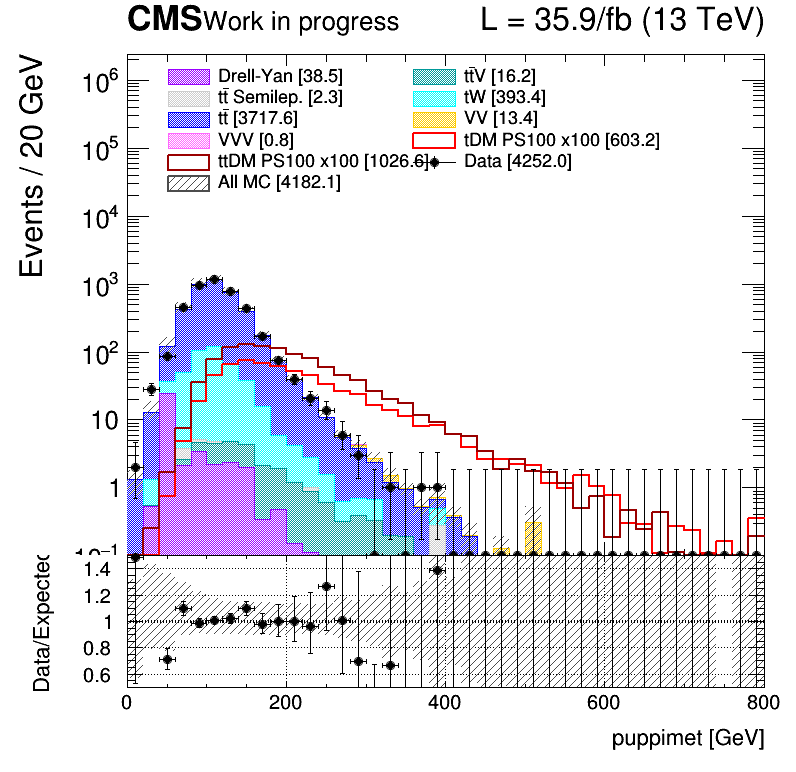 CMS Work in progress L = 35.9/fb (13 TeV)
Events / 20 GeV
Drell-Yan [38.5] tt̄V [16.2]
tt̄ Semilep. [2.3] tW [393.4]
tt̄ [3717.6] VV [13.4]
VVV [0.8] tDM PS100 x100 [603.2]
ttDM PS100 x100 [1026.6] Data [4252.0]
All MC [4182.1]
10⁶
10⁵
10⁴
10³
10²
10
1
10⁻¹
Data/Expected
1.4
1.2
1
0.8
0.6
0 200 400 600 800
puppimet [GeV]